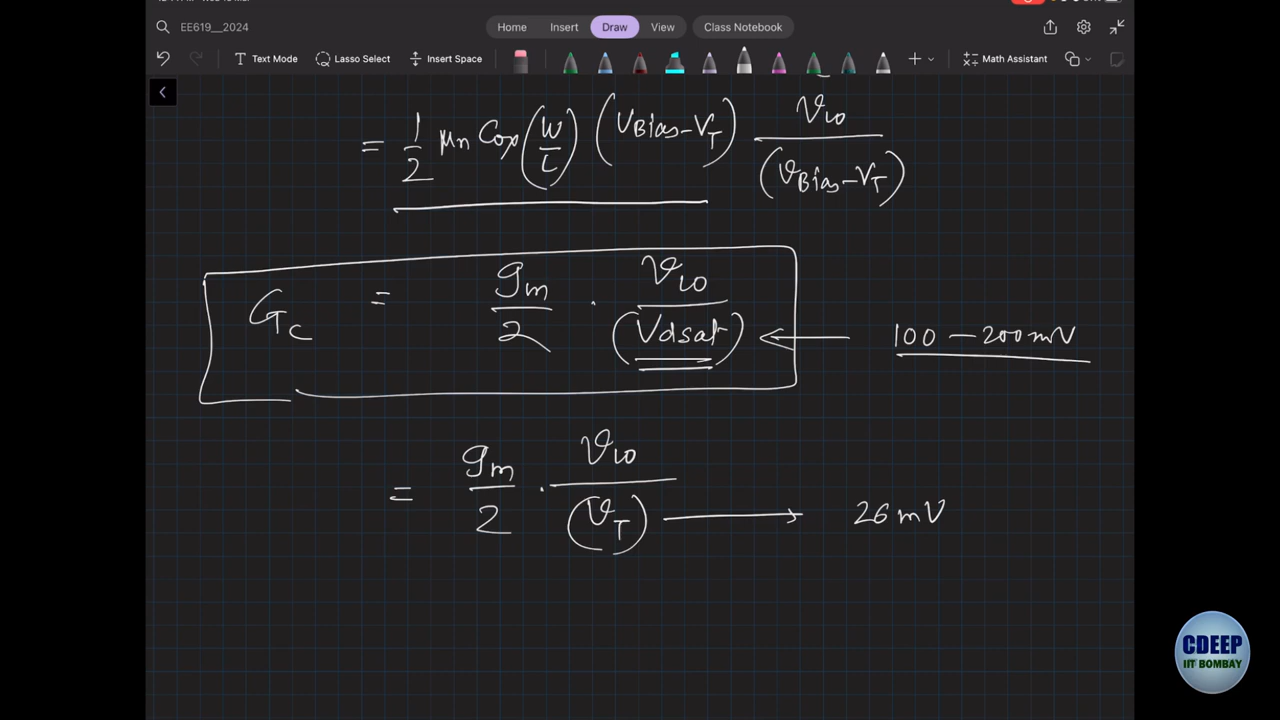 EE619__2024
Home Insert Draw View Class Notebook
Text Mode Lasso Select Insert Space Math Assistant
= 1/2 μn Cox (W/L) (VBias-VT) Vlo/(VBias-VT)
GC = gm/2 · Vlo/(Vdsat) ← 100 - 200mV
= gm/2 · Vlo/(VT) → 26mV
CDEEP
IIT BOMBAY